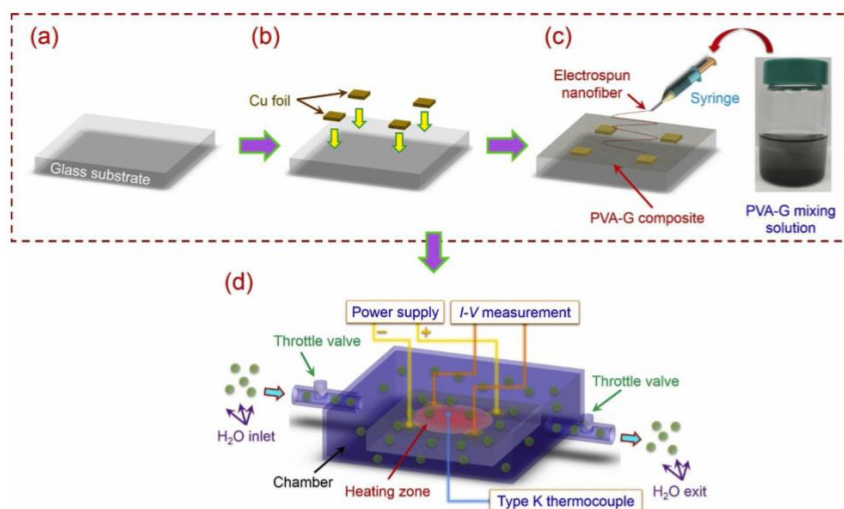 (a)
(b)
(c)
Cu foil
Electrospun
nanofiber
Syringe
Glass substrate
PVA-G composite
PVA-G mixing
solution
(d)
Power supply
I-V measurement
− +
Throttle valve
Throttle valve
H₂O inlet
Chamber
Heating zone
Type K thermocouple
H₂O exit